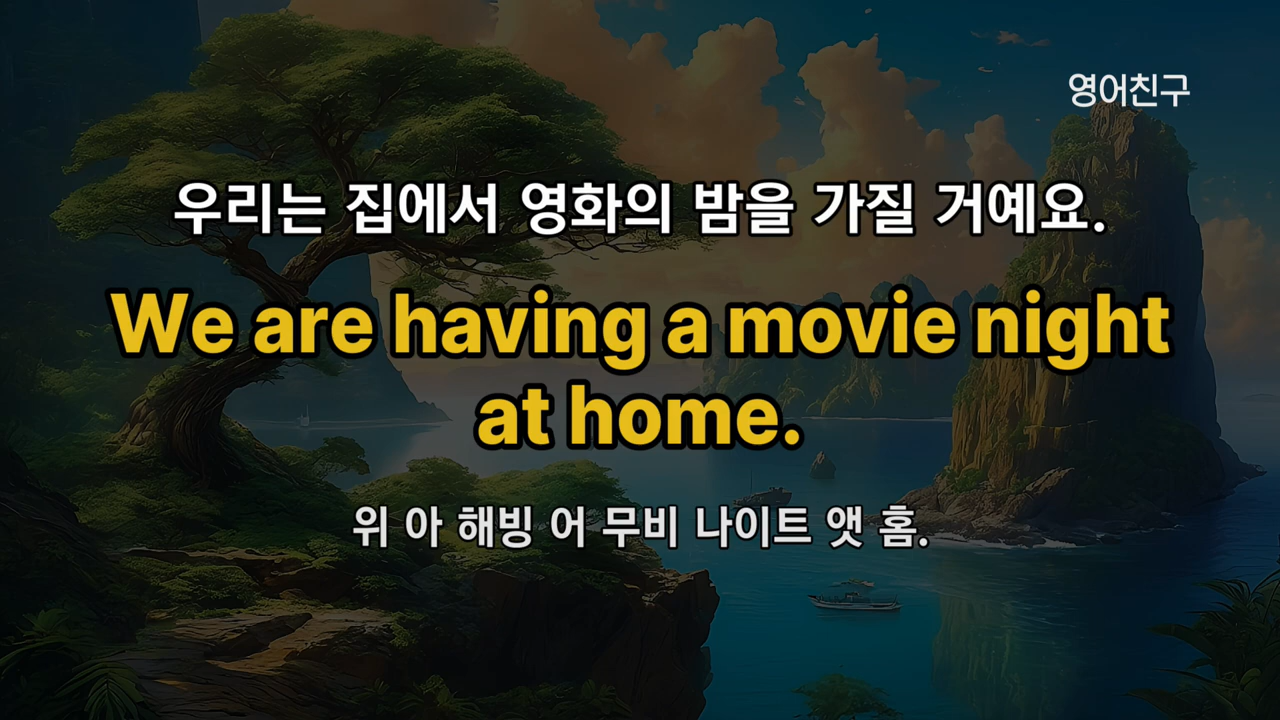 영어친구
우리는 집에서 영화의 밤을 가질 거예요.
We are having a movie night
at home.
위 아 해빙 어 무비 나이트 앳 홈.